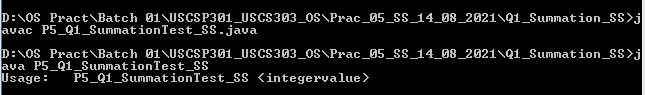 D:\OS Pract\Batch 01\USCSP301_USCS303_OS\Prac_05_SS_14_08_2021\Q1_Summation_SS>j
avac P5_Q1_SummationTest_SS.java
D:\OS Pract\Batch 01\USCSP301_USCS303_OS\Prac_05_SS_14_08_2021\Q1_Summation_SS>j
ava P5_Q1_SummationTest_SS
Usage:   P5_Q1_SummationTest_SS <integervalue>